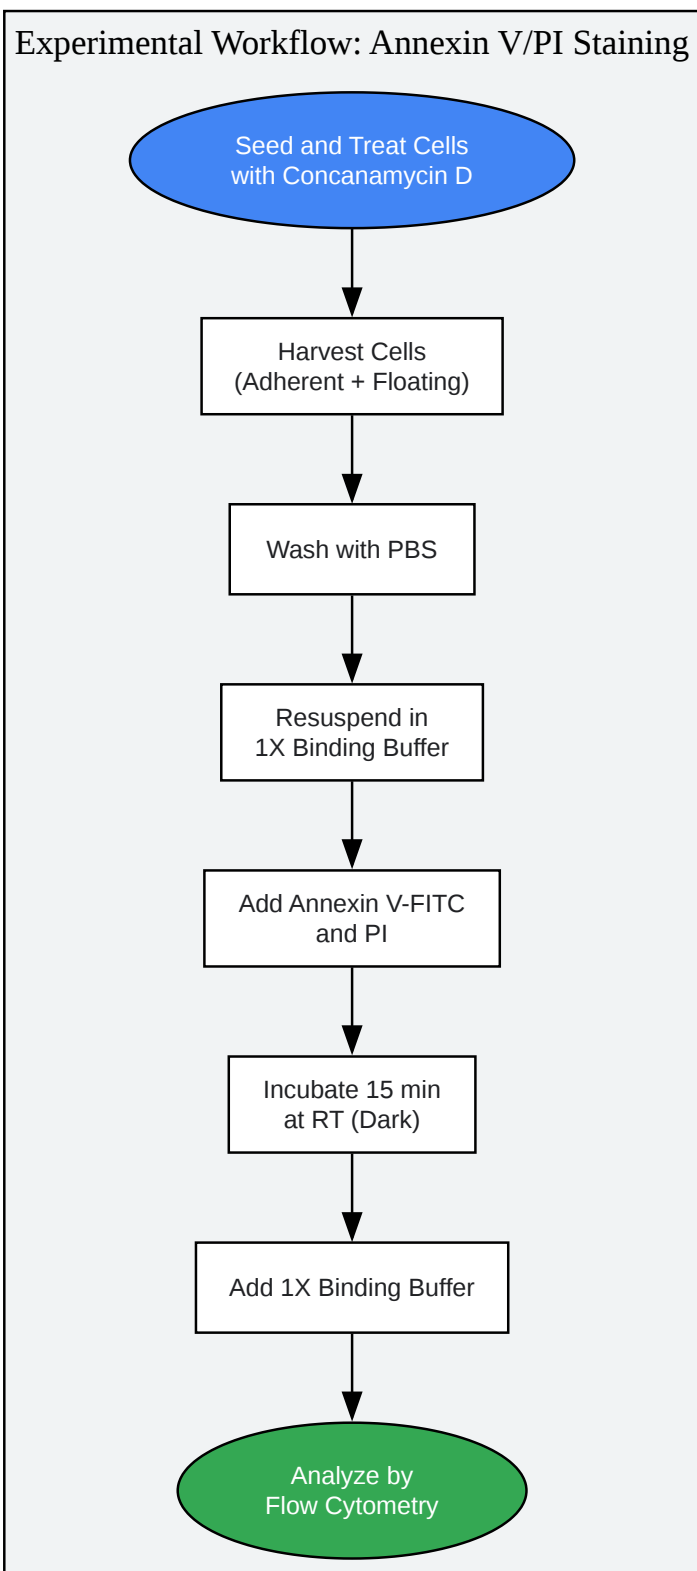 Experimental Workflow: Annexin V/PI Staining
Seed and Treat Cells
with Concanamycin D
Harvest Cells
(Adherent + Floating)
Wash with PBS
Resuspend in
1X Binding Buffer
Add Annexin V-FITC
and PI
Incubate 15 min
at RT (Dark)
Add 1X Binding Buffer
Analyze by
Flow Cytometry